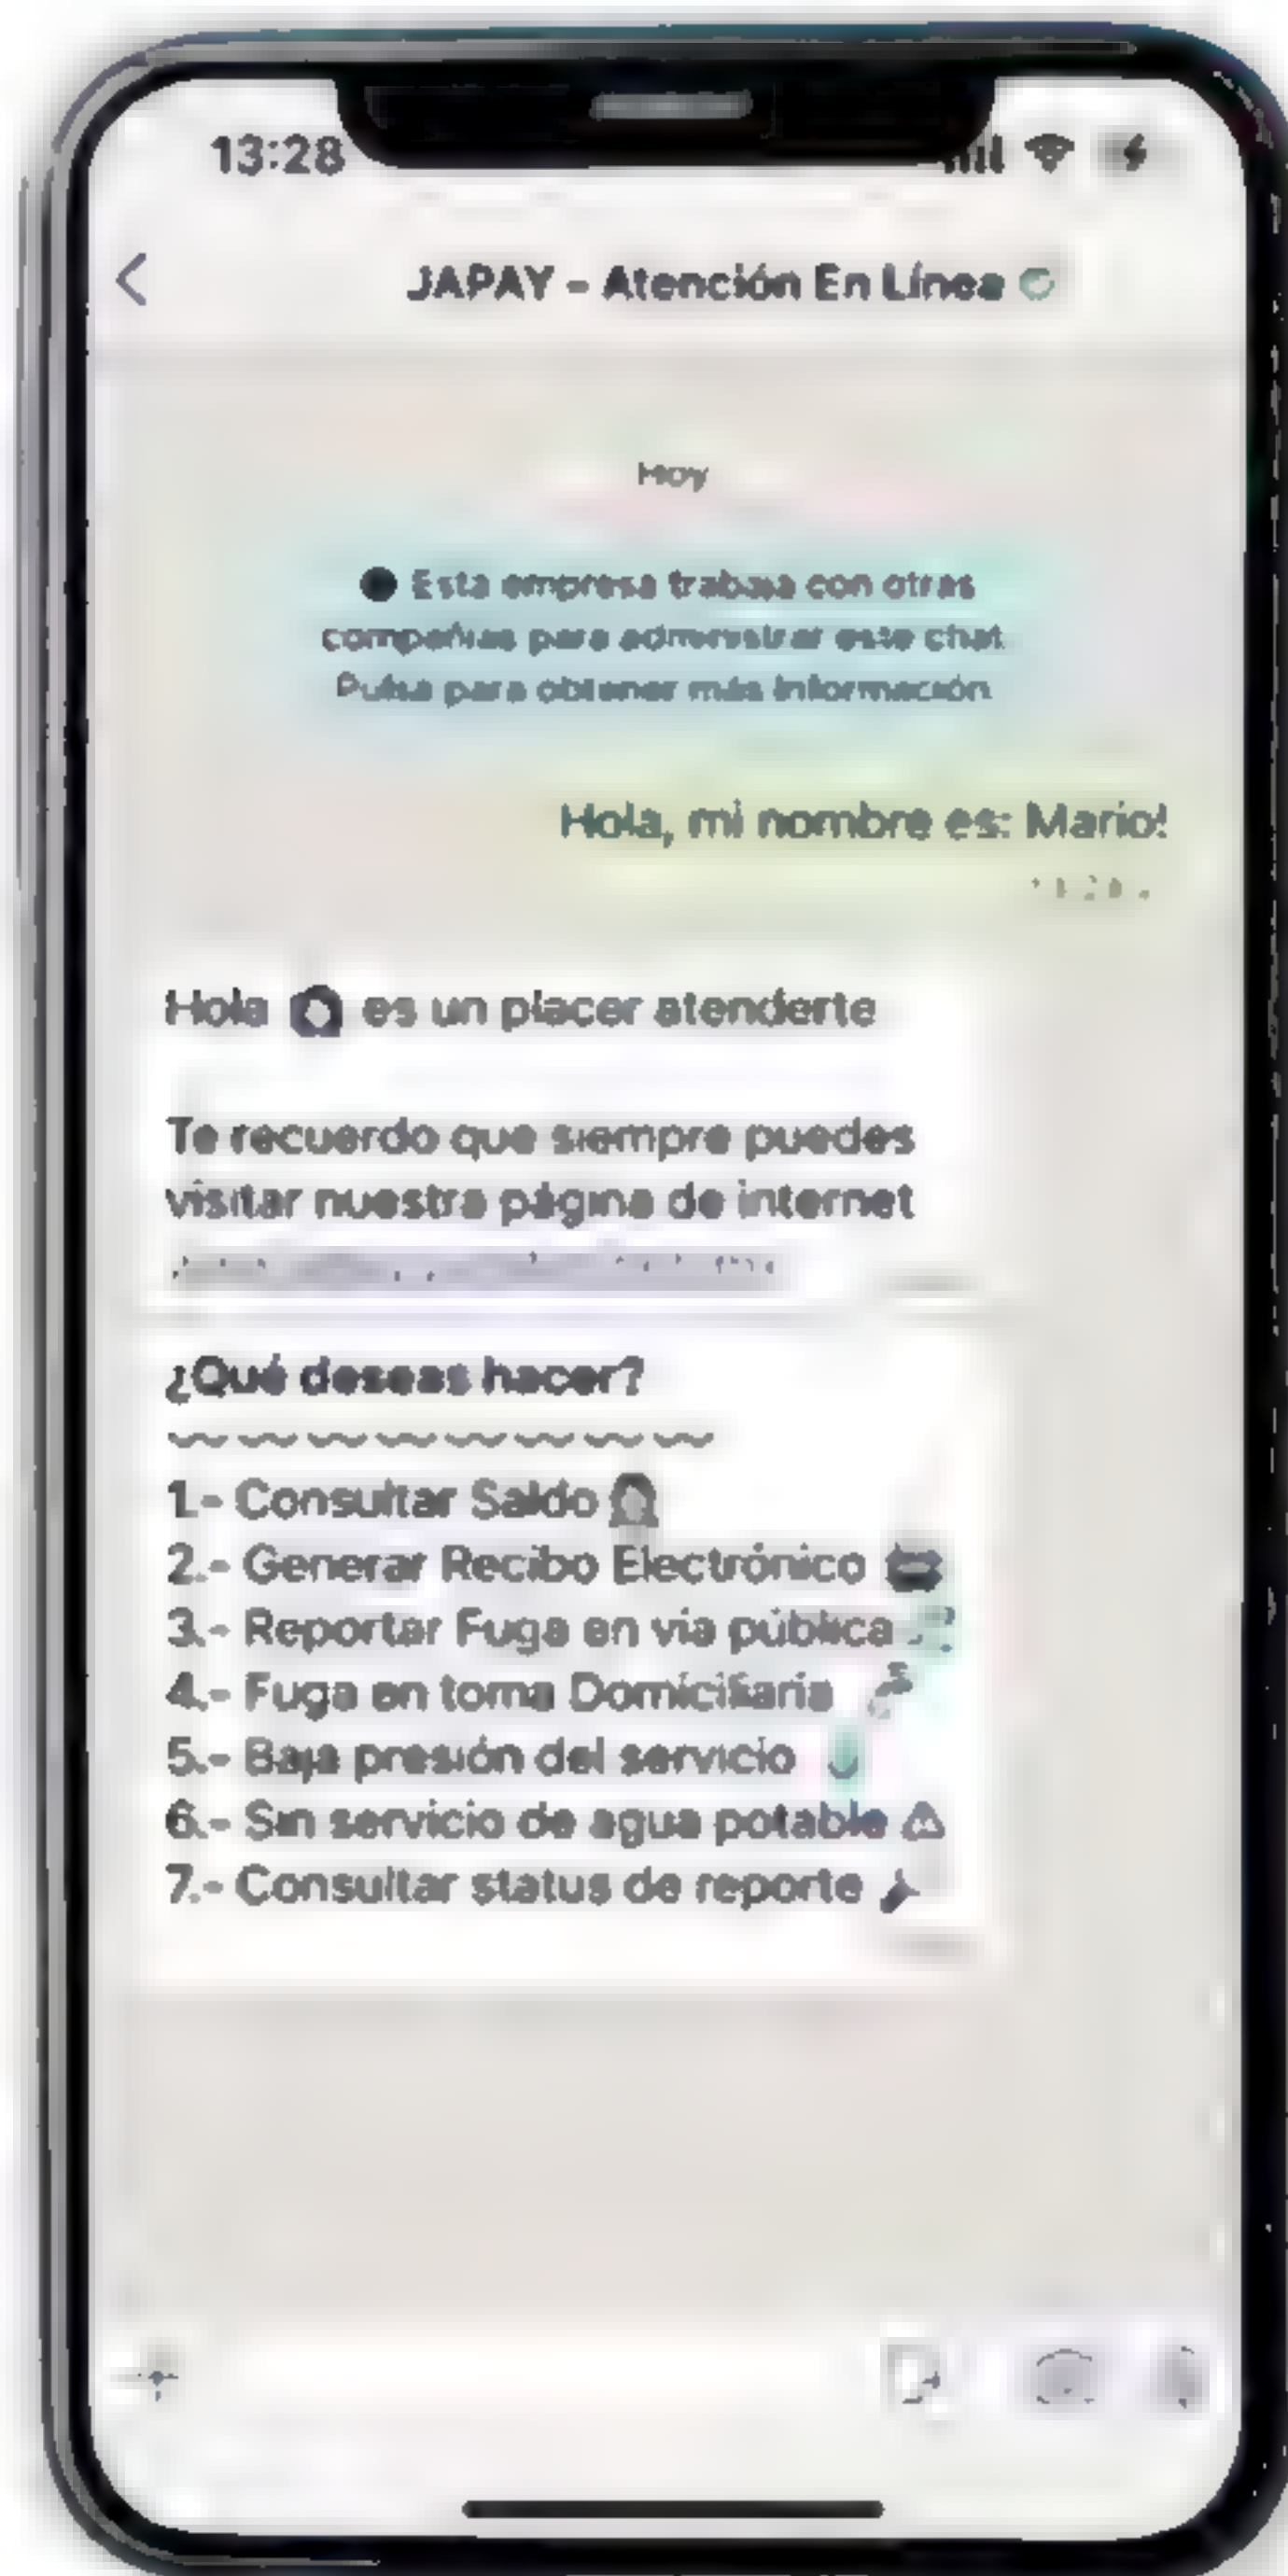 13:28
JAPAY - Atención En Línea
Hoy
Esta empresa trabaja con otras
compañías para administrar este chat.
Pulsa para obtener más información.
Hola, mi nombre es: Mario!
Hola es un placer atenderte
Te recuerdo que siempre puedes
visitar nuestra página de internet
¿Qué deseas hacer?
1.- Consultar Saldo
2.- Generar Recibo Electrónico
3.- Reportar Fuga en vía pública
4.- Fuga en toma Domiciliaria
5.- Baja presión del servicio
6.- Sin servicio de agua potable
7.- Consultar status de reporte